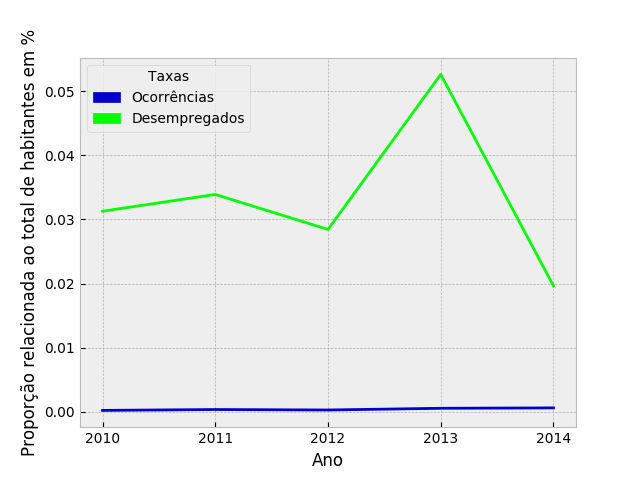 Proporção relacionada ao total de habitantes em %
Taxas
Ocorrências
Desempregados
0.05
0.04
0.03
0.02
0.01
0.00
2010 2011 2012 2013 2014
Ano